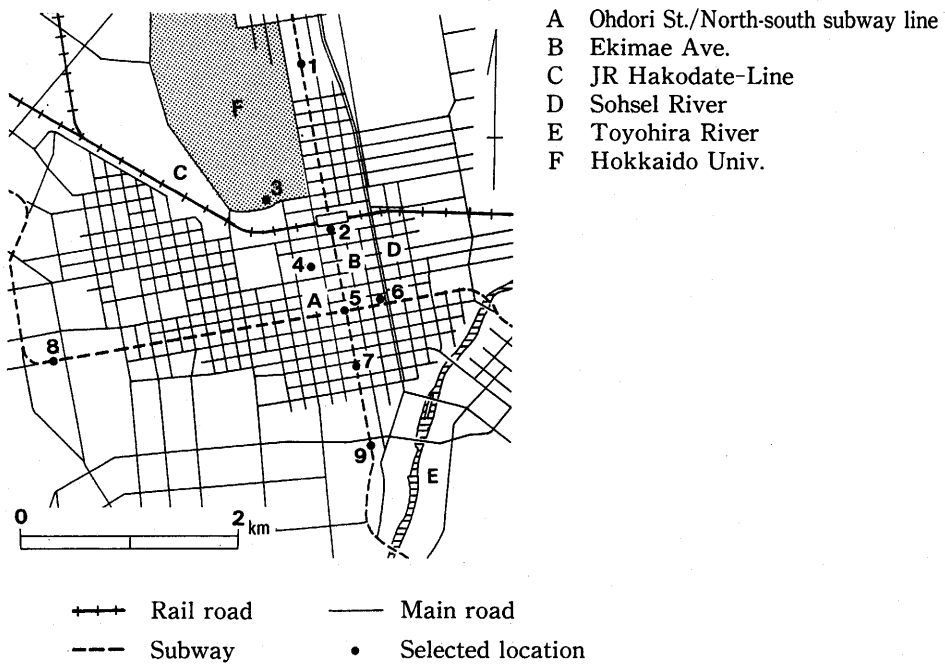 A Ohdori St./North-south subway line
B Ekimae Ave.
C JR Hakodate-Line
D Sohsel River
E Toyohira River
F Hokkaido Univ.
1
F
C
3
2
4
B
D
A
5
6
8
7
9
E
0 2 km
Rail road
Main road
Subway
Selected location